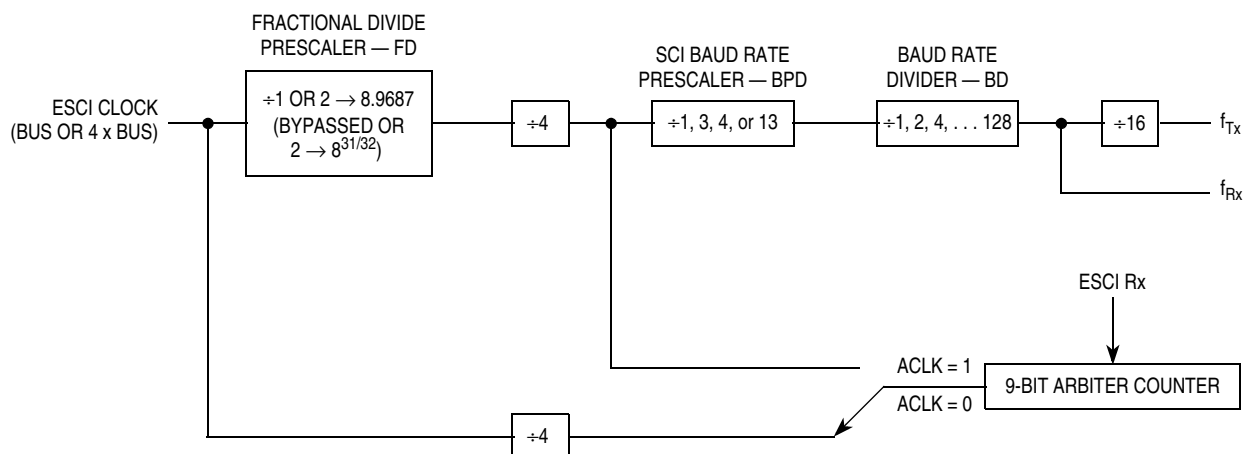 FRACTIONAL DIVIDE
PRESCALER — FD
SCI BAUD RATE
PRESCALER — BPD
BAUD RATE
DIVIDER — BD
ESCI CLOCK
(BUS OR 4 x BUS)
÷1 OR 2 → 8.9687
(BYPASSED OR
2 → 8^31/32)
÷4
÷1, 3, 4, or 13
÷1, 2, 4, . . . 128
÷16
fTx
fRx
ESCI Rx
ACLK = 1
ACLK = 0
9-BIT ARBITER COUNTER
÷4